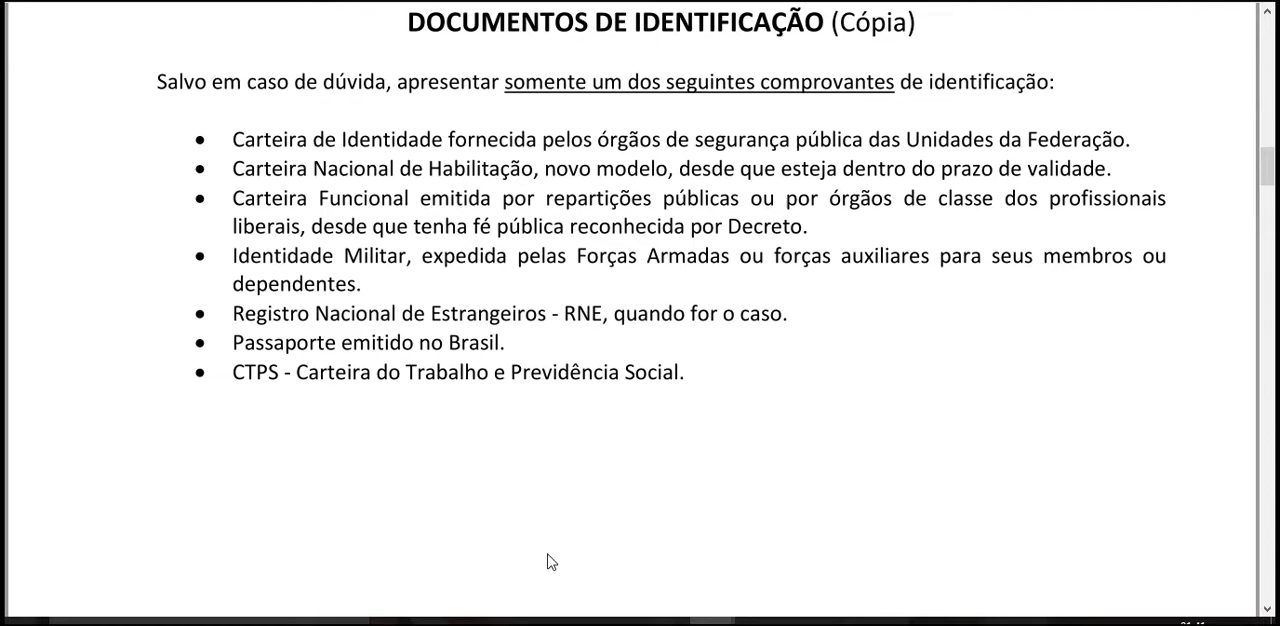 DOCUMENTOS DE IDENTIFICAÇÃO (Cópia)
Salvo em caso de dúvida, apresentar somente um dos seguintes comprovantes de identificação:
• Carteira de Identidade fornecida pelos órgãos de segurança pública das Unidades da Federação.
• Carteira Nacional de Habilitação, novo modelo, desde que esteja dentro do prazo de validade.
• Carteira Funcional emitida por repartições públicas ou por órgãos de classe dos profissionais
liberais, desde que tenha fé pública reconhecida por Decreto.
• Identidade Militar, expedida pelas Forças Armadas ou forças auxiliares para seus membros ou
dependentes.
• Registro Nacional de Estrangeiros - RNE, quando for o caso.
• Passaporte emitido no Brasil.
• CTPS - Carteira do Trabalho e Previdência Social.